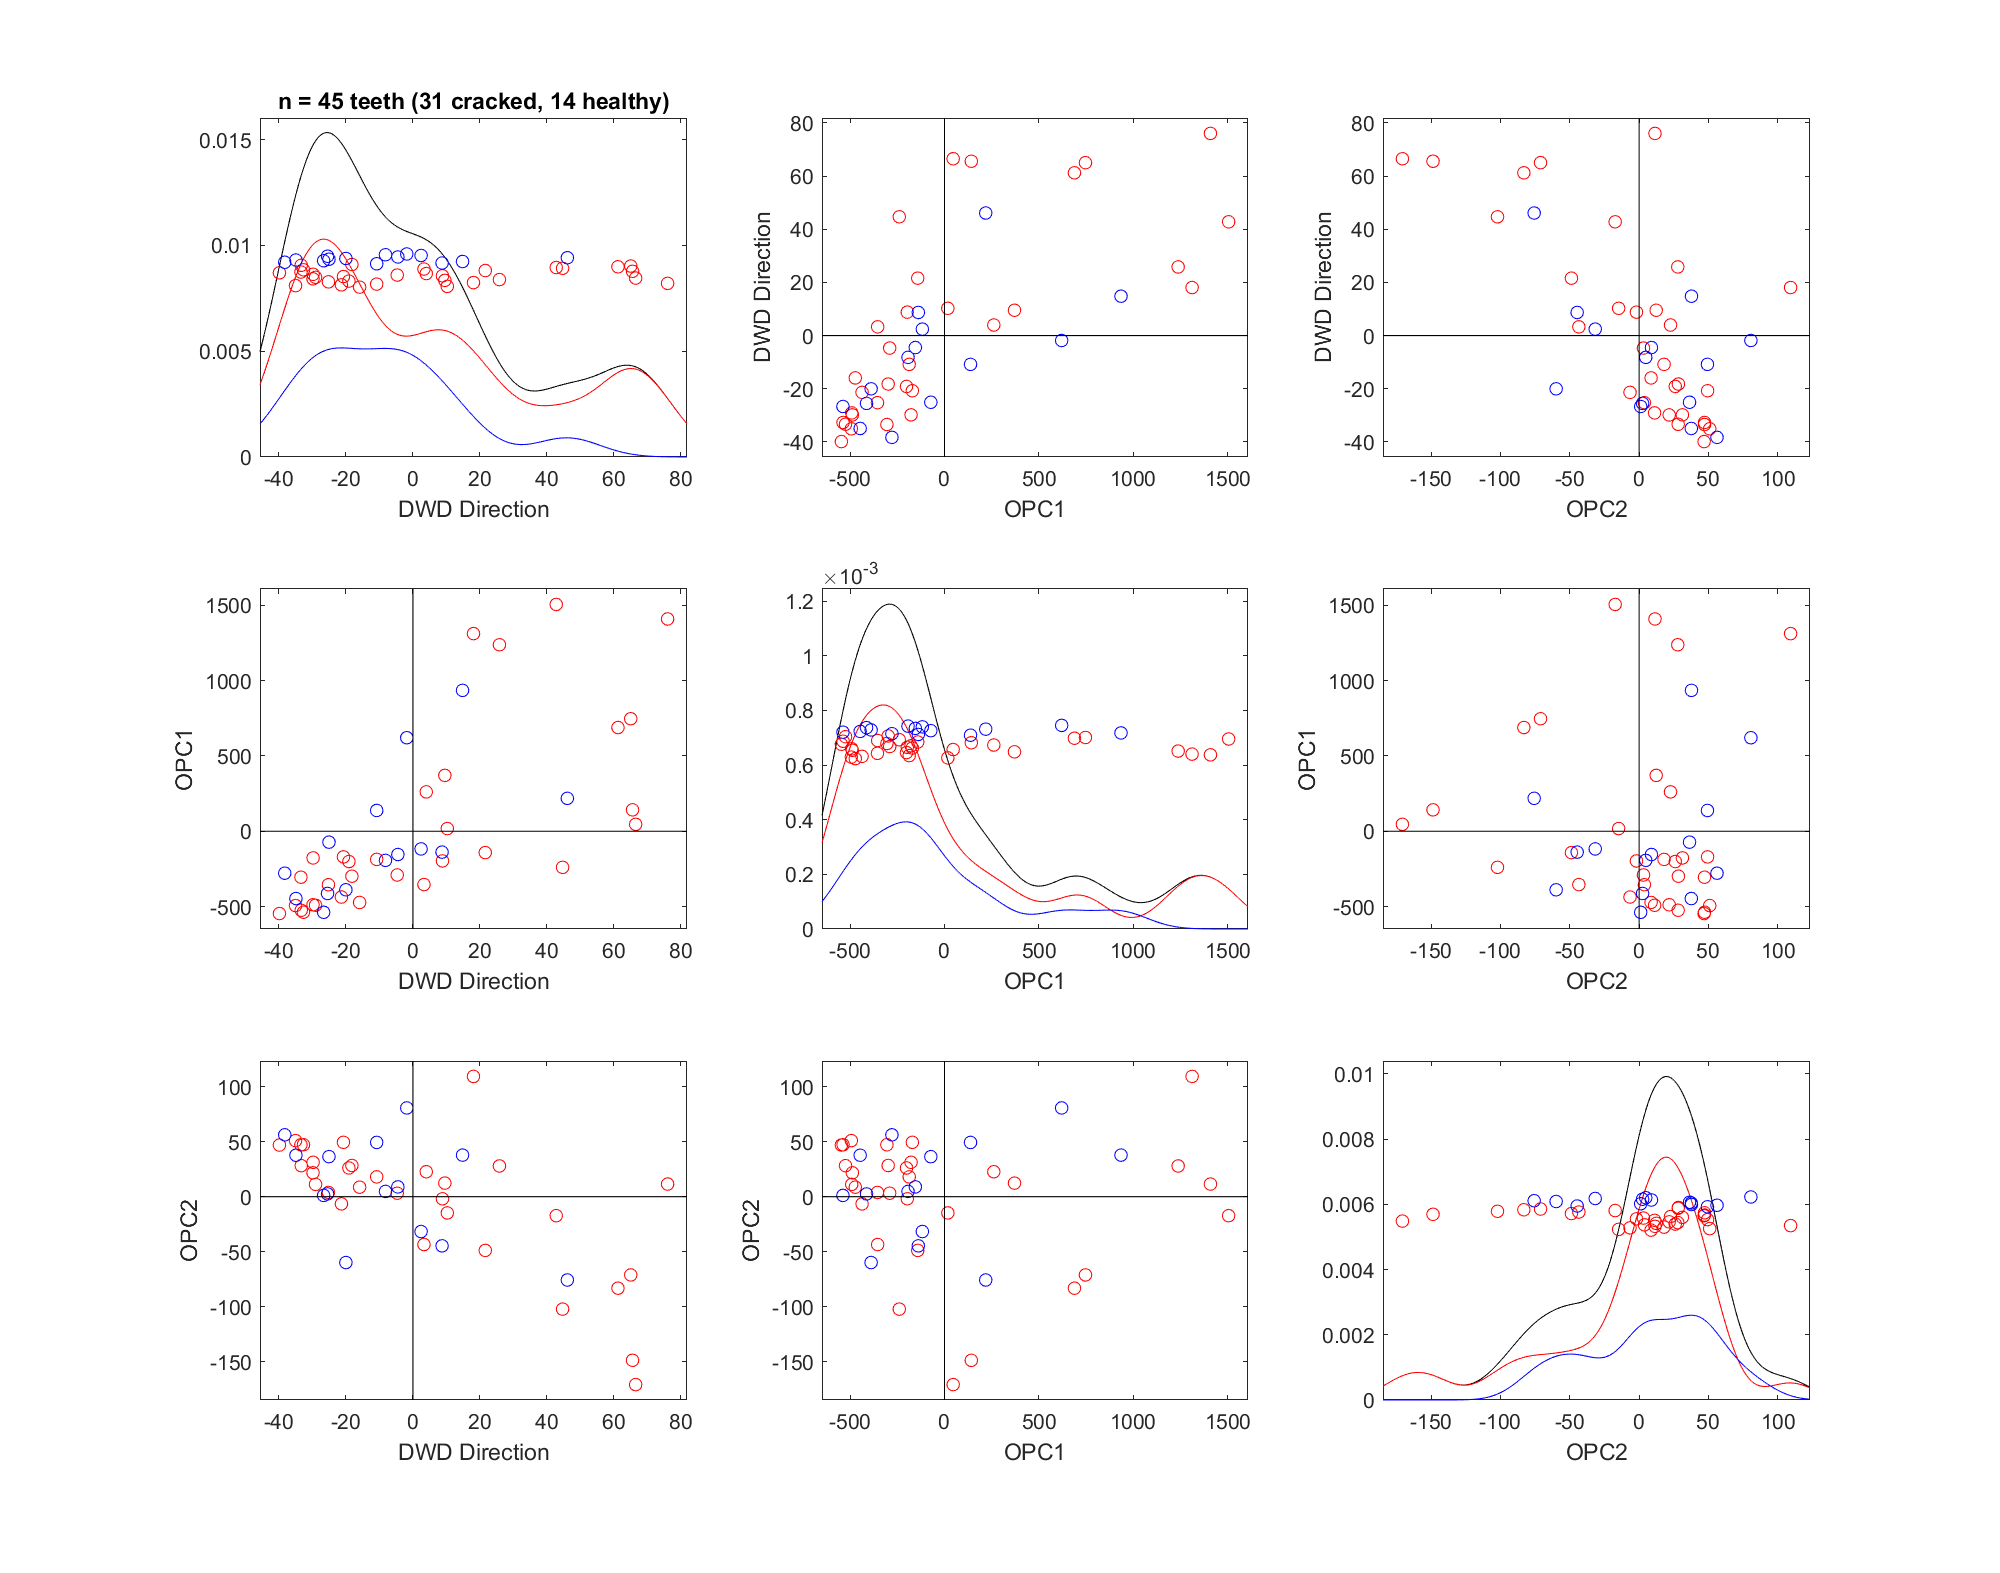 n = 45 teeth (31 cracked, 14 healthy)
0.015
0.01
0.005
0
-40 -20 0 20 40 60 80
DWD Direction
80
60
40
20
0
-20
-40
DWD Direction
-500 0 500 1000 1500
OPC1
80
60
40
20
0
-20
-40
DWD Direction
-150 -100 -50 0 50 100
OPC2
1500
1000
500
0
-500
OPC1
-40 -20 0 20 40 60 80
DWD Direction
×10-3
1.2
1
0.8
0.6
0.4
0.2
0
-500 0 500 1000 1500
OPC1
1500
1000
500
0
-500
OPC1
-150 -100 -50 0 50 100
OPC2
100
50
0
-50
-100
-150
OPC2
-40 -20 0 20 40 60 80
DWD Direction
100
50
0
-50
-100
-150
OPC2
-500 0 500 1000 1500
OPC1
0.01
0.008
0.006
0.004
0.002
0
-150 -100 -50 0 50 100
OPC2